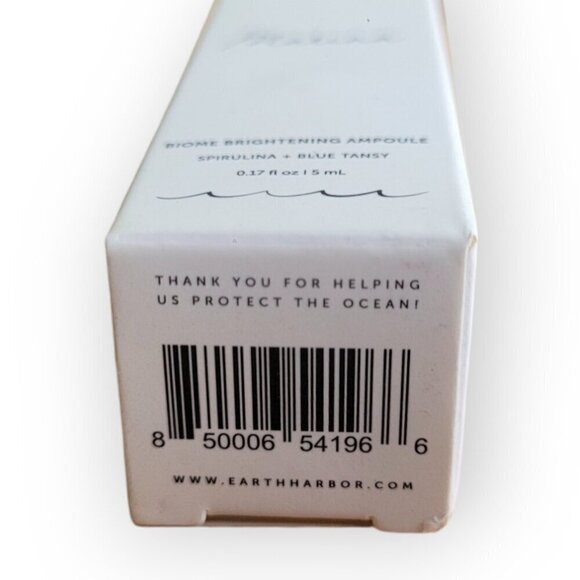 BIOME BRIGHTENING AMPOULE
SPIRULINA + BLUE TANSY
0.17 fl oz | 5 mL
THANK YOU FOR HELPING
US PROTECT THE OCEAN!
8 50006 54196 6
WWW.EARTHHARBOR.COM